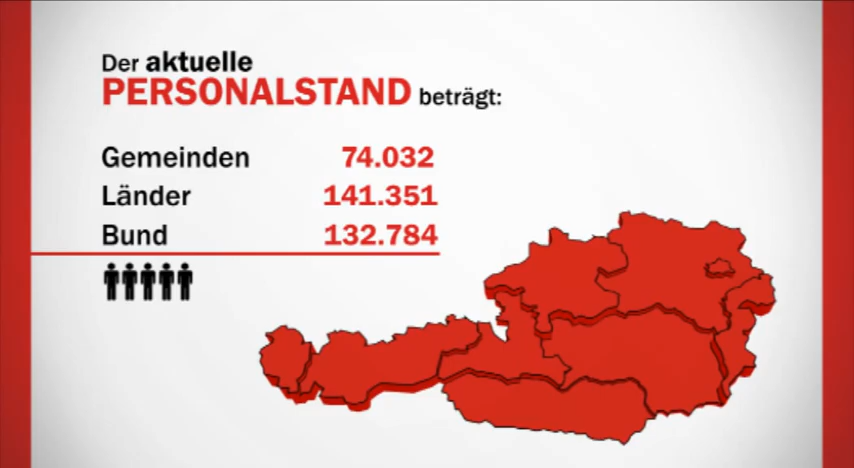 Der aktuelle
PERSONALSTAND beträgt:
Gemeinden 74.032
Länder 141.351
Bund 132.784